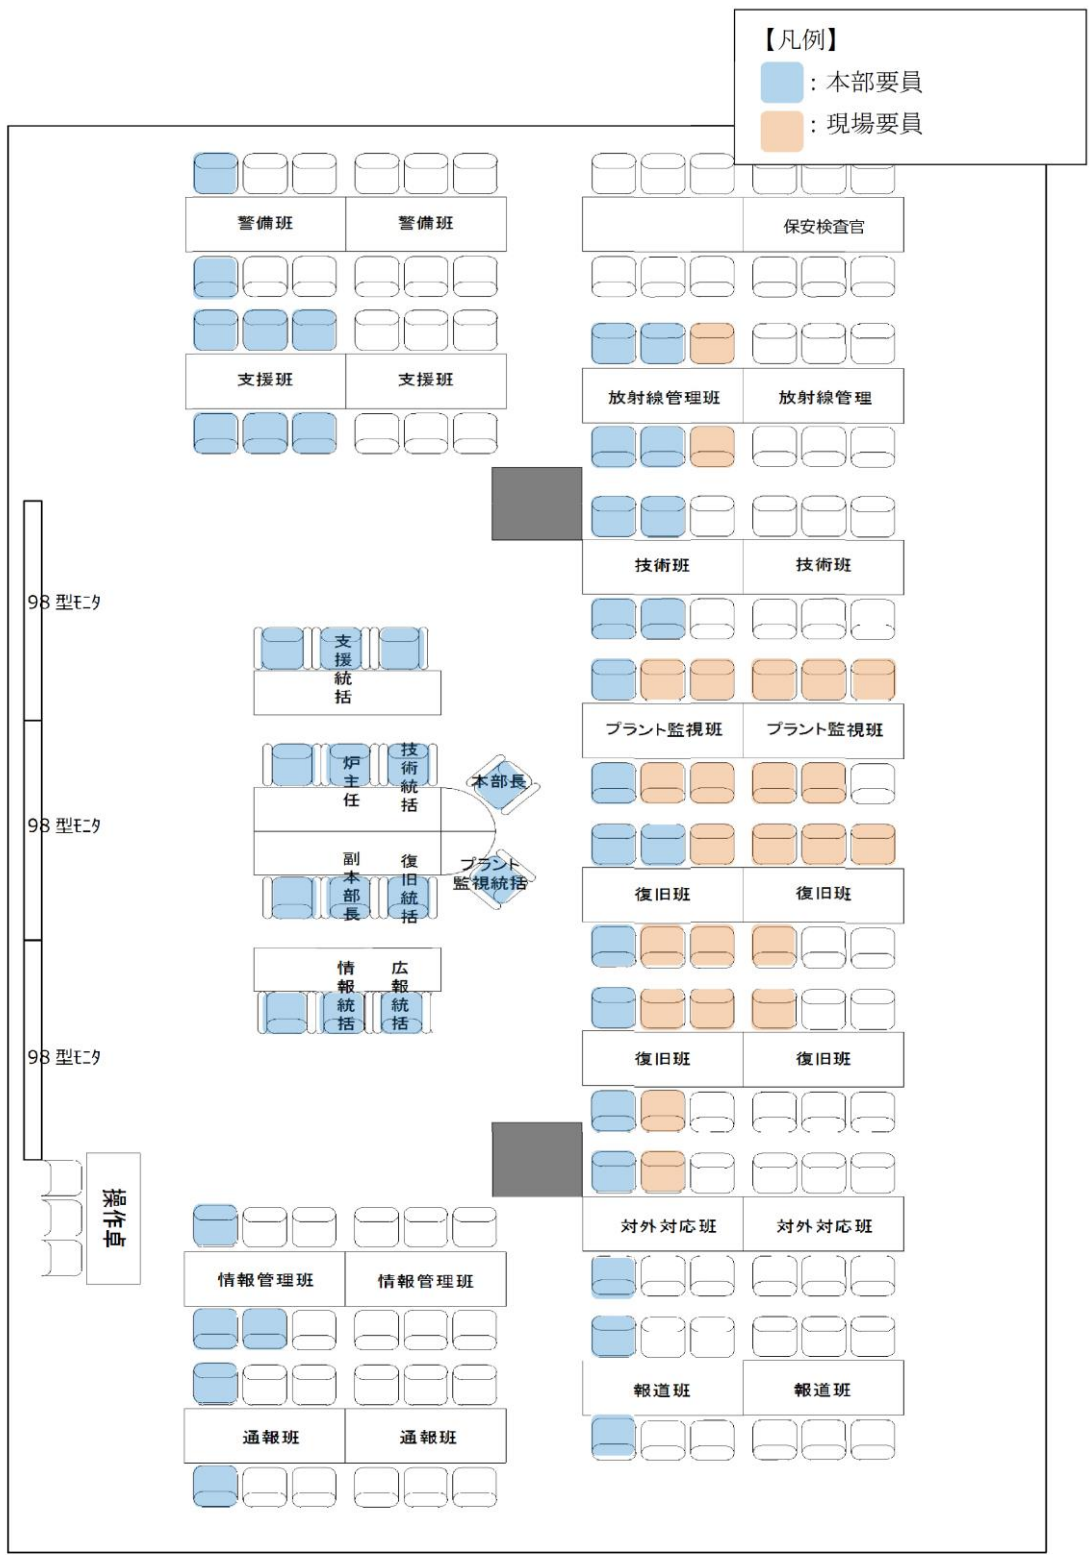 【凡例】
：本部要員
：現場要員
警備班
警備班
保安検査官
支援班
支援班
放射線管理班
放射線管理
技術班
技術班
98 型ﾓﾆﾀ
支援統括
プラント監視班
プラント監視班
炉主任
技術統括
本部長
98 型ﾓﾆﾀ
副本部長
復旧統括
プラント
監視統括
復旧班
復旧班
情報統括
広報統括
98 型ﾓﾆﾀ
復旧班
復旧班
操作卓
対外対応班
対外対応班
情報管理班
情報管理班
報道班
報道班
通報班
通報班